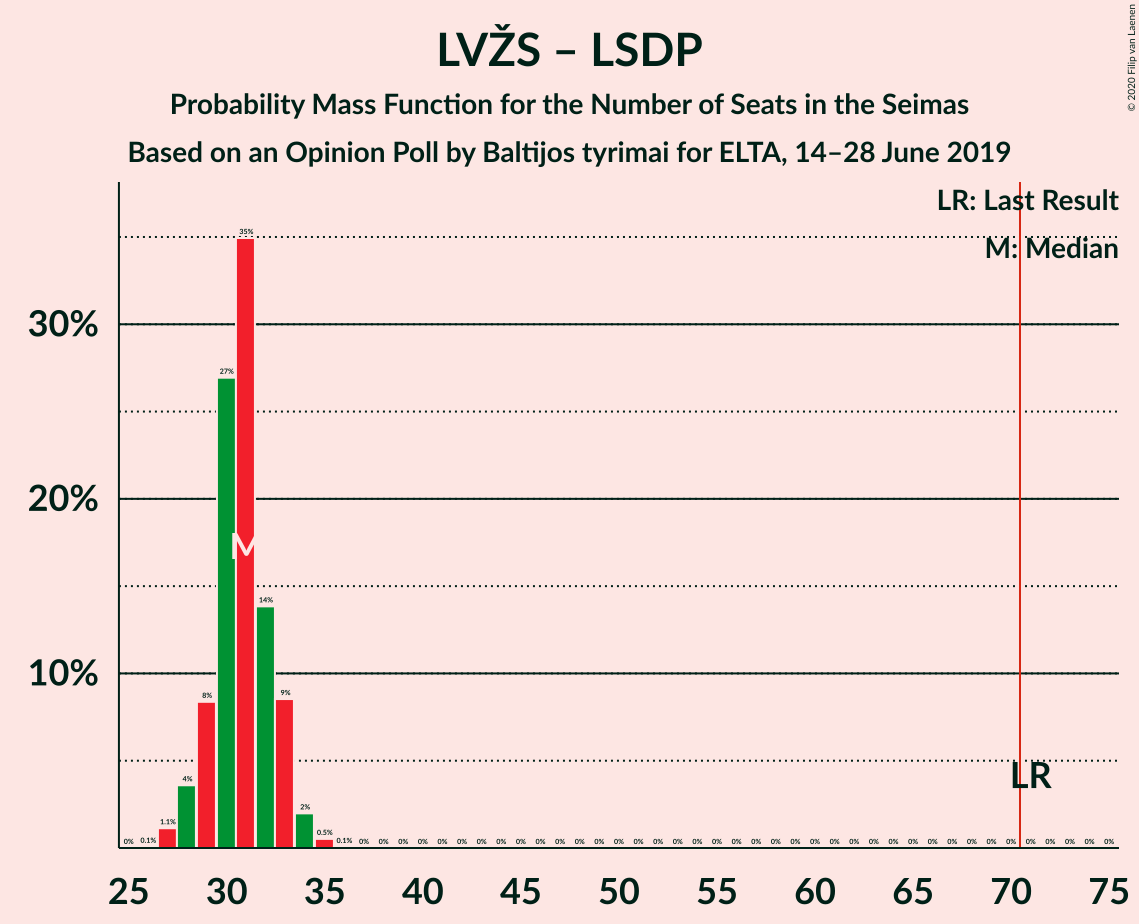 LVŽS – LSDP
Probability Mass Function for the Number of Seats in the Seimas
Based on an Opinion Poll by Baltijos tyrimai for ELTA, 14–28 June 2019
© 2020 Filip van Laenen
LR: Last Result
M: Median
30%
20%
10%
0% 0.1% 1.1% 4% 8% 27% 35% 14% 9% 2% 0.5% 0.1% 0% 0% 0% 0% 0% 0% 0% 0% 0% 0% 0% 0% 0% 0% 0% 0% 0% 0% 0% 0% 0% 0% 0% 0% 0% 0% 0% 0% 0% 0% 0% 0% 0% 0% 0% 0% 0% 0% 0%
M
LR
25 30 35 40 45 50 55 60 65 70 75